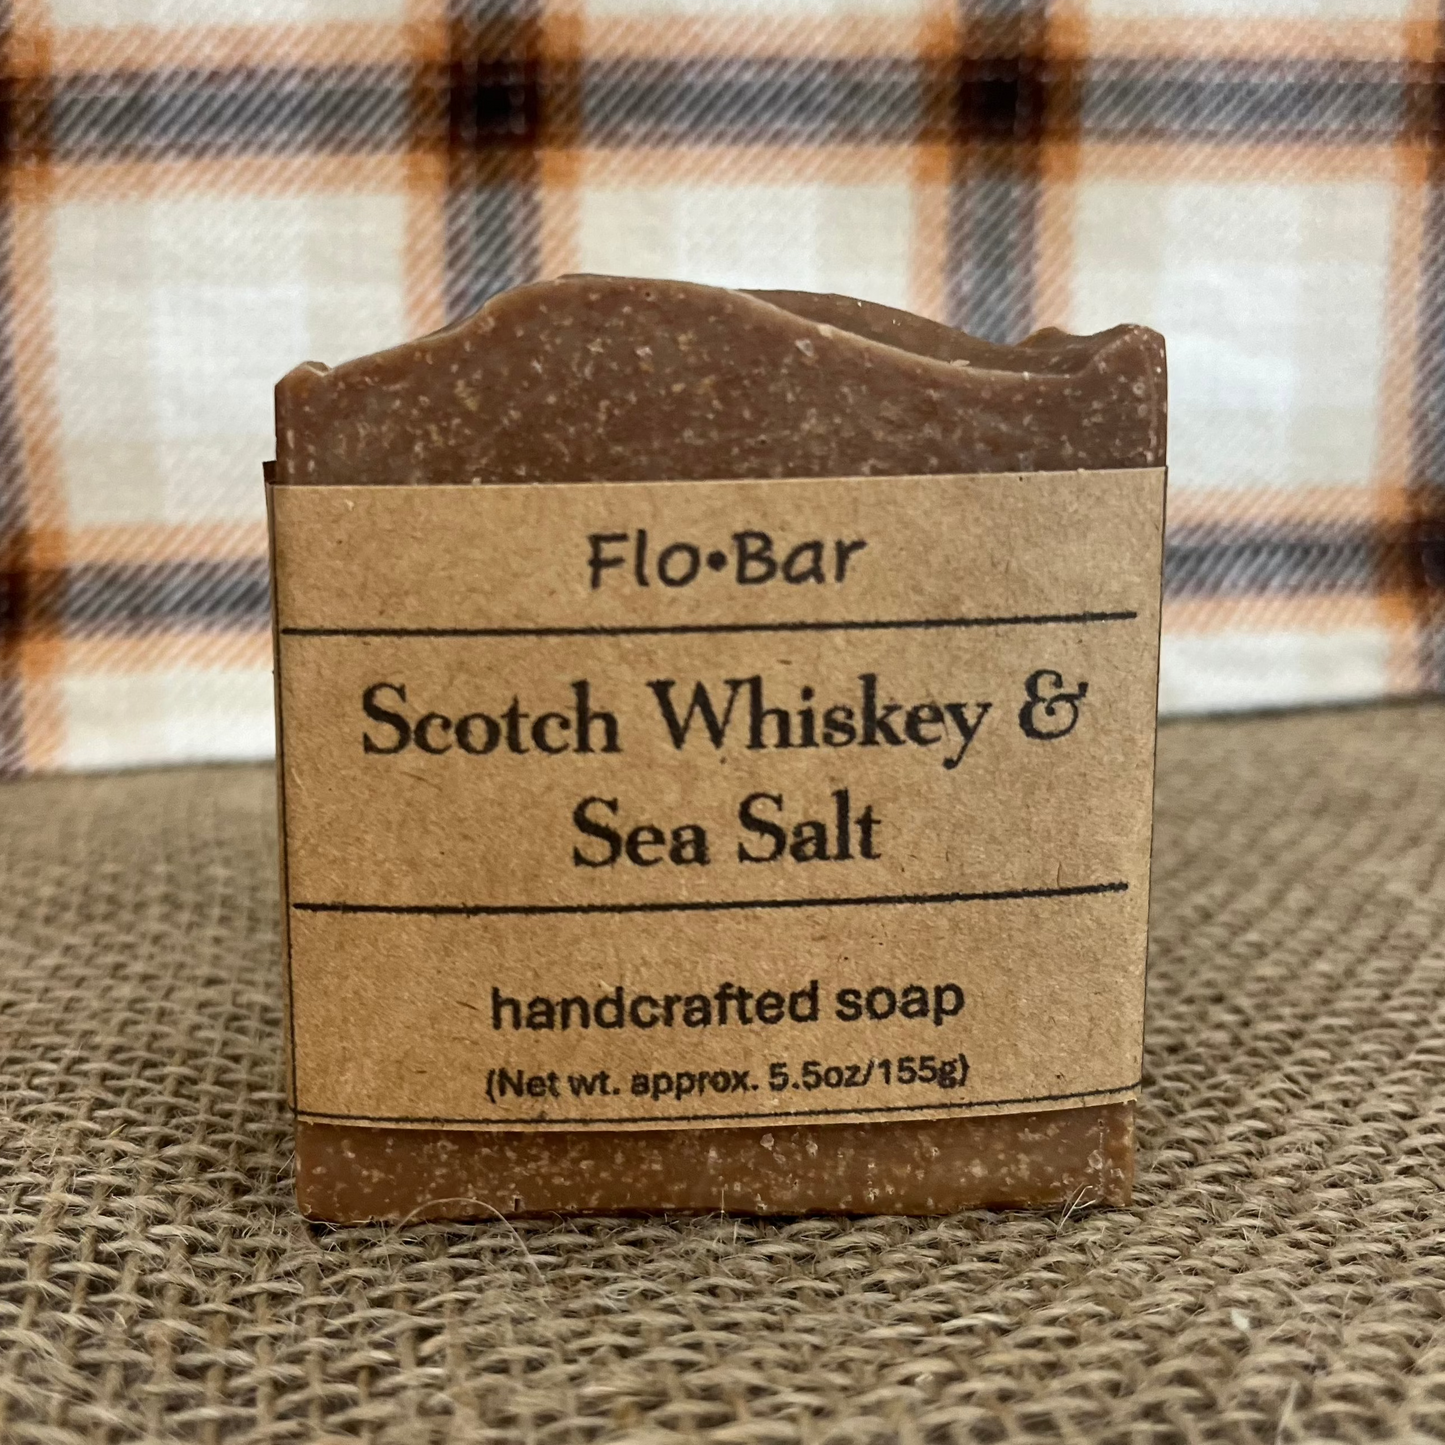 Flo•Bar
Scotch Whiskey &
Sea Salt
handcrafted soap
(Net wt. approx. 5.5oz/155g)